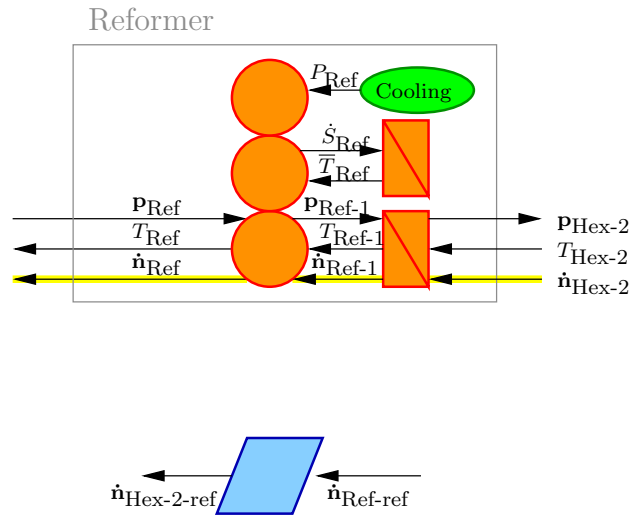 Reformer
P_Ref Cooling
Ṡ_Ref
T̅_Ref
p_Ref p_Ref-1 p_Hex-2
T_Ref T_Ref-1 T_Hex-2
ṅ_Ref ṅ_Ref-1 ṅ_Hex-2
ṅ_Hex-2-ref ṅ_Ref-ref